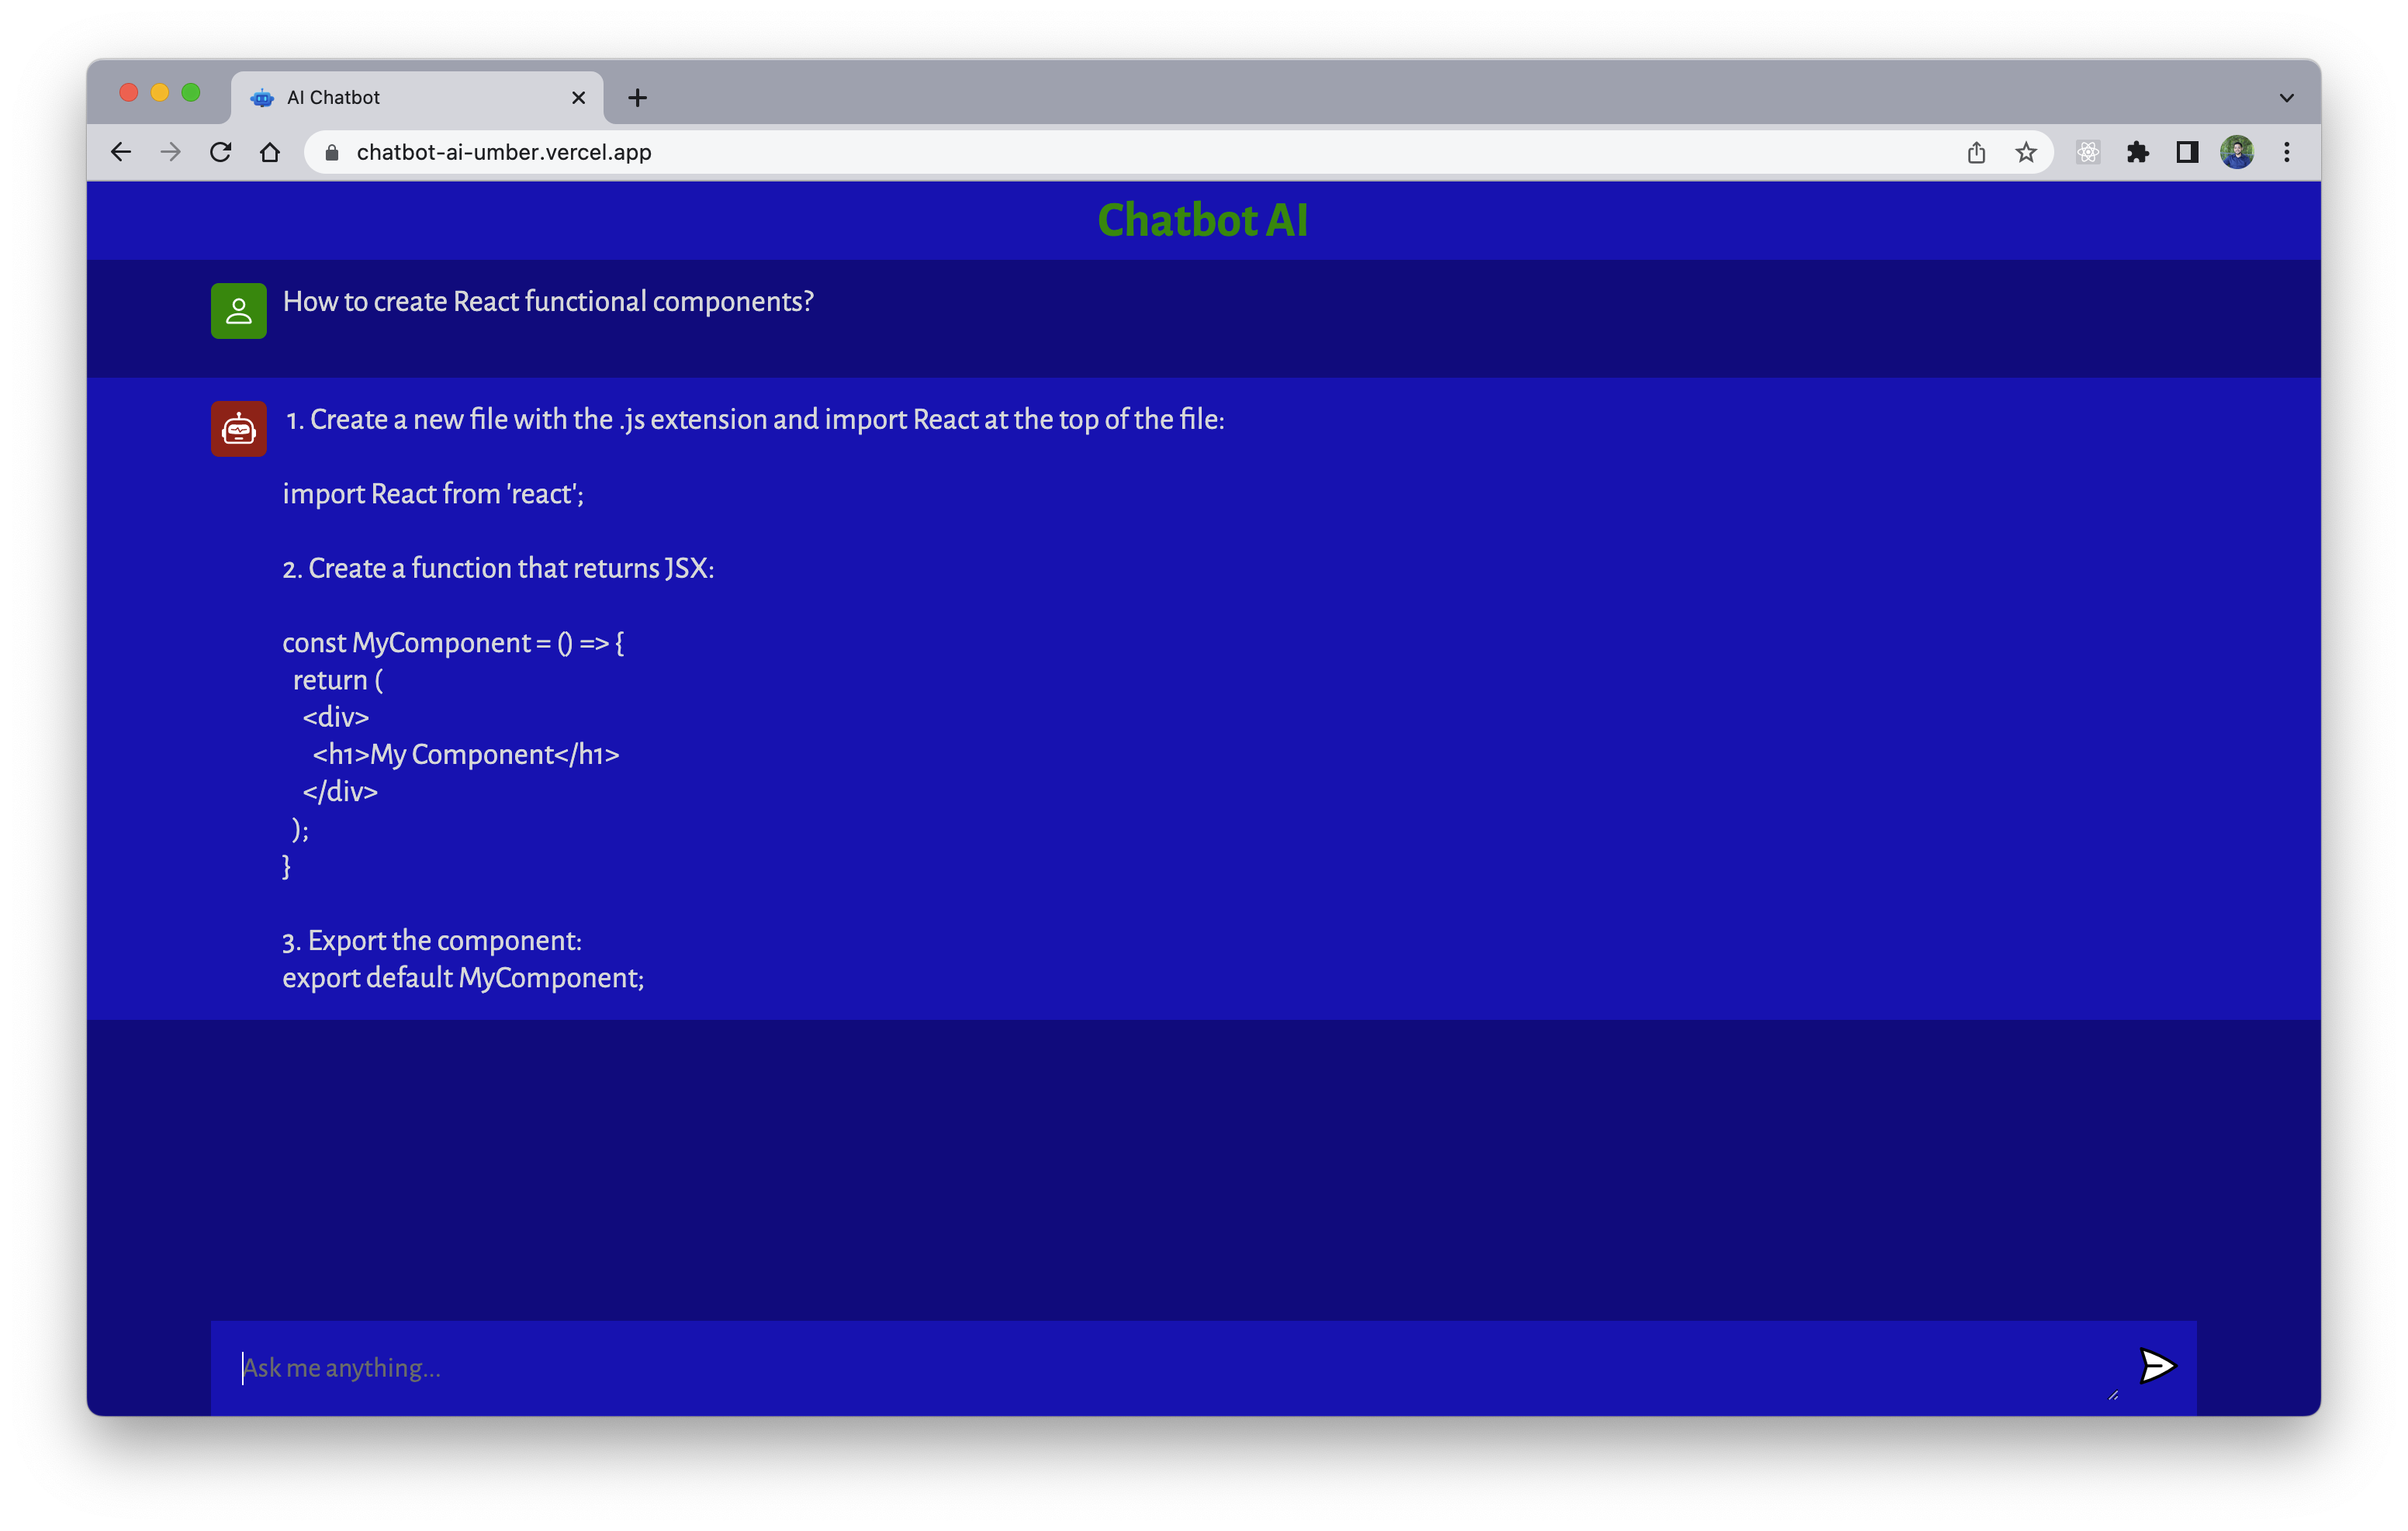 AI Chatbot
chatbot-ai-umber.vercel.app
Chatbot AI
How to create React functional components?
1. Create a new file with the .js extension and import React at the top of the file:
import React from 'react';
2. Create a function that returns JSX:
const MyComponent = () => {
return (
<div>
<h1>My Component</h1>
</div>
);
}
3. Export the component:
export default MyComponent;
Ask me anything...